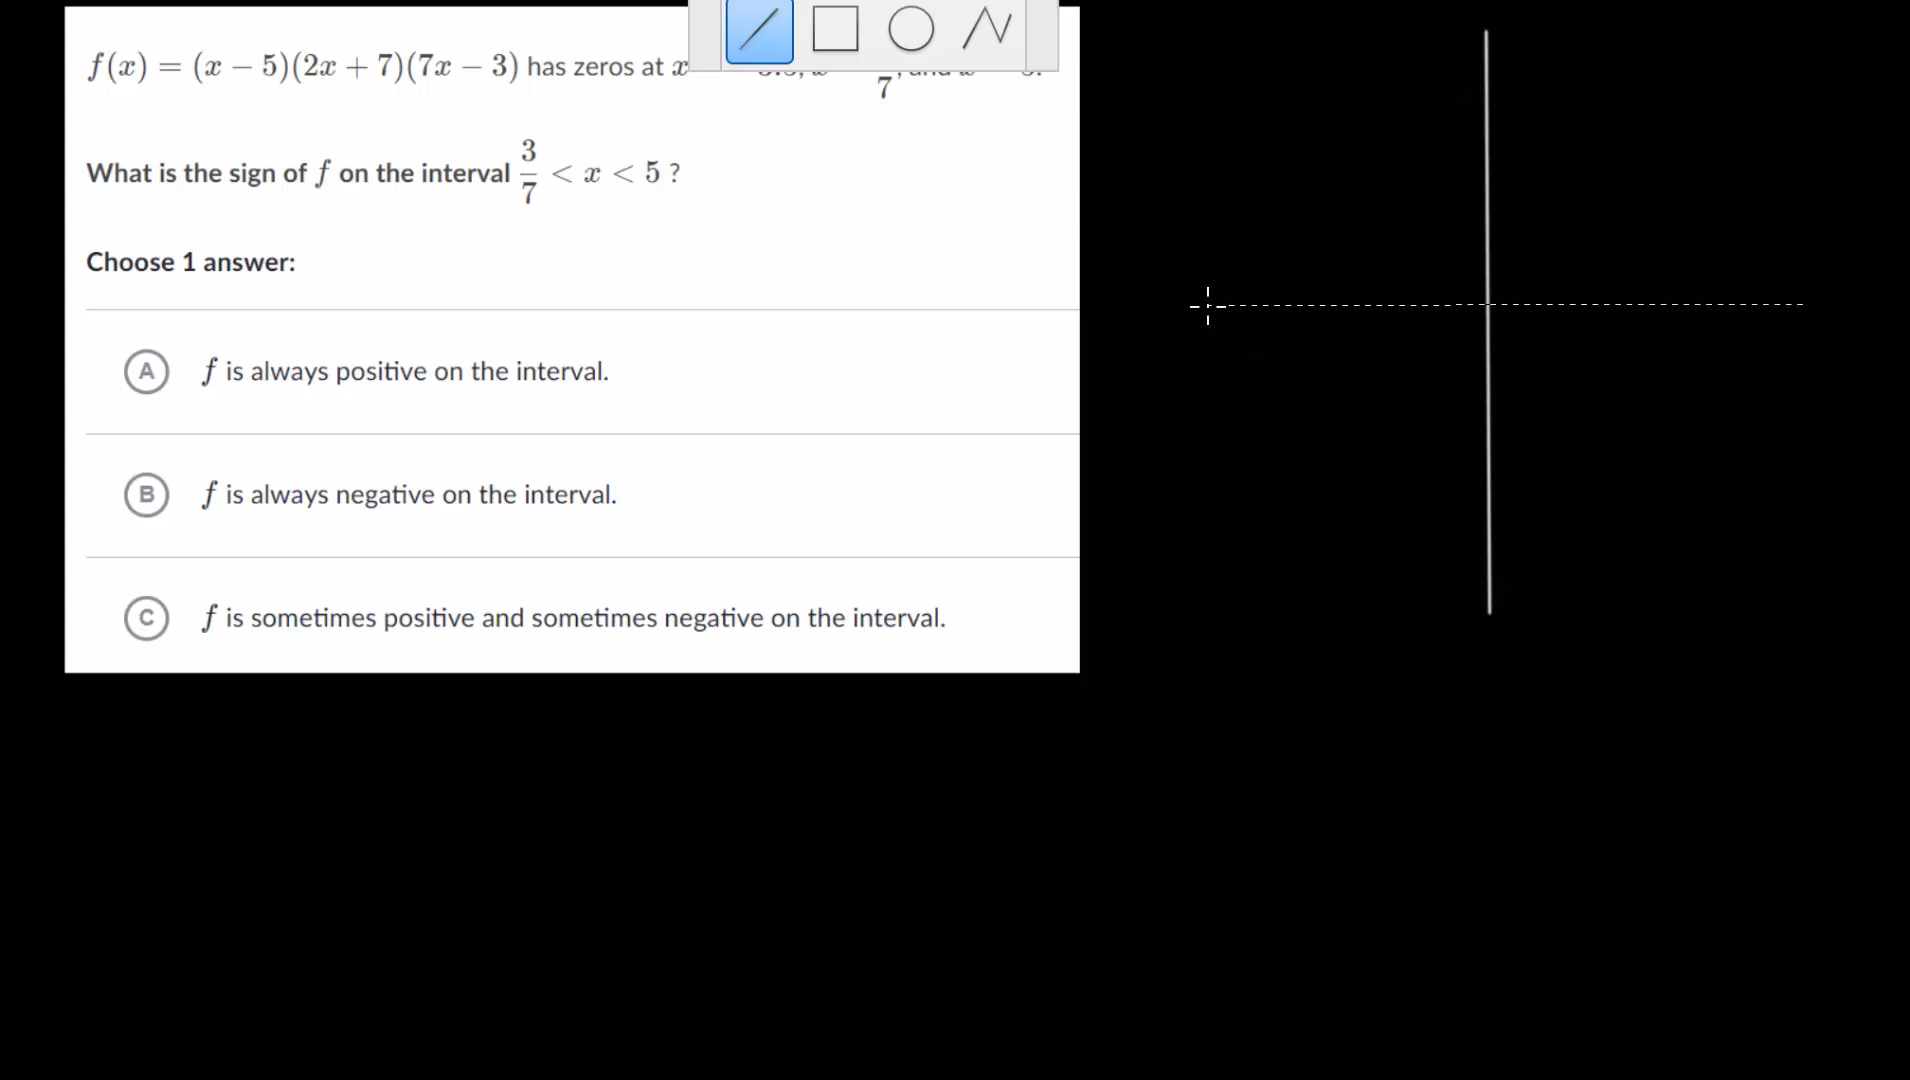 f(x) = (x − 5)(2x + 7)(7x − 3) has zeros at x
7
What is the sign of f on the interval 3/7 < x < 5 ?
Choose 1 answer:
A f is always positive on the interval.
B f is always negative on the interval.
C f is sometimes positive and sometimes negative on the interval.